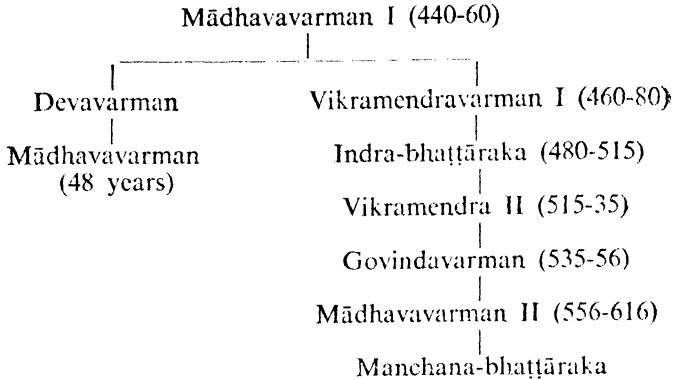 Mādhavavarman I (440-60)
Devavarman
Vikramendravarman I (460-80)
Mādhavavarman
(48 years)
Indra-bhaṭṭāraka (480-515)
Vikramendra II (515-35)
Govindavarman (535-56)
Mādhavavarman II (556-616)
Manchana-bhaṭṭāraka